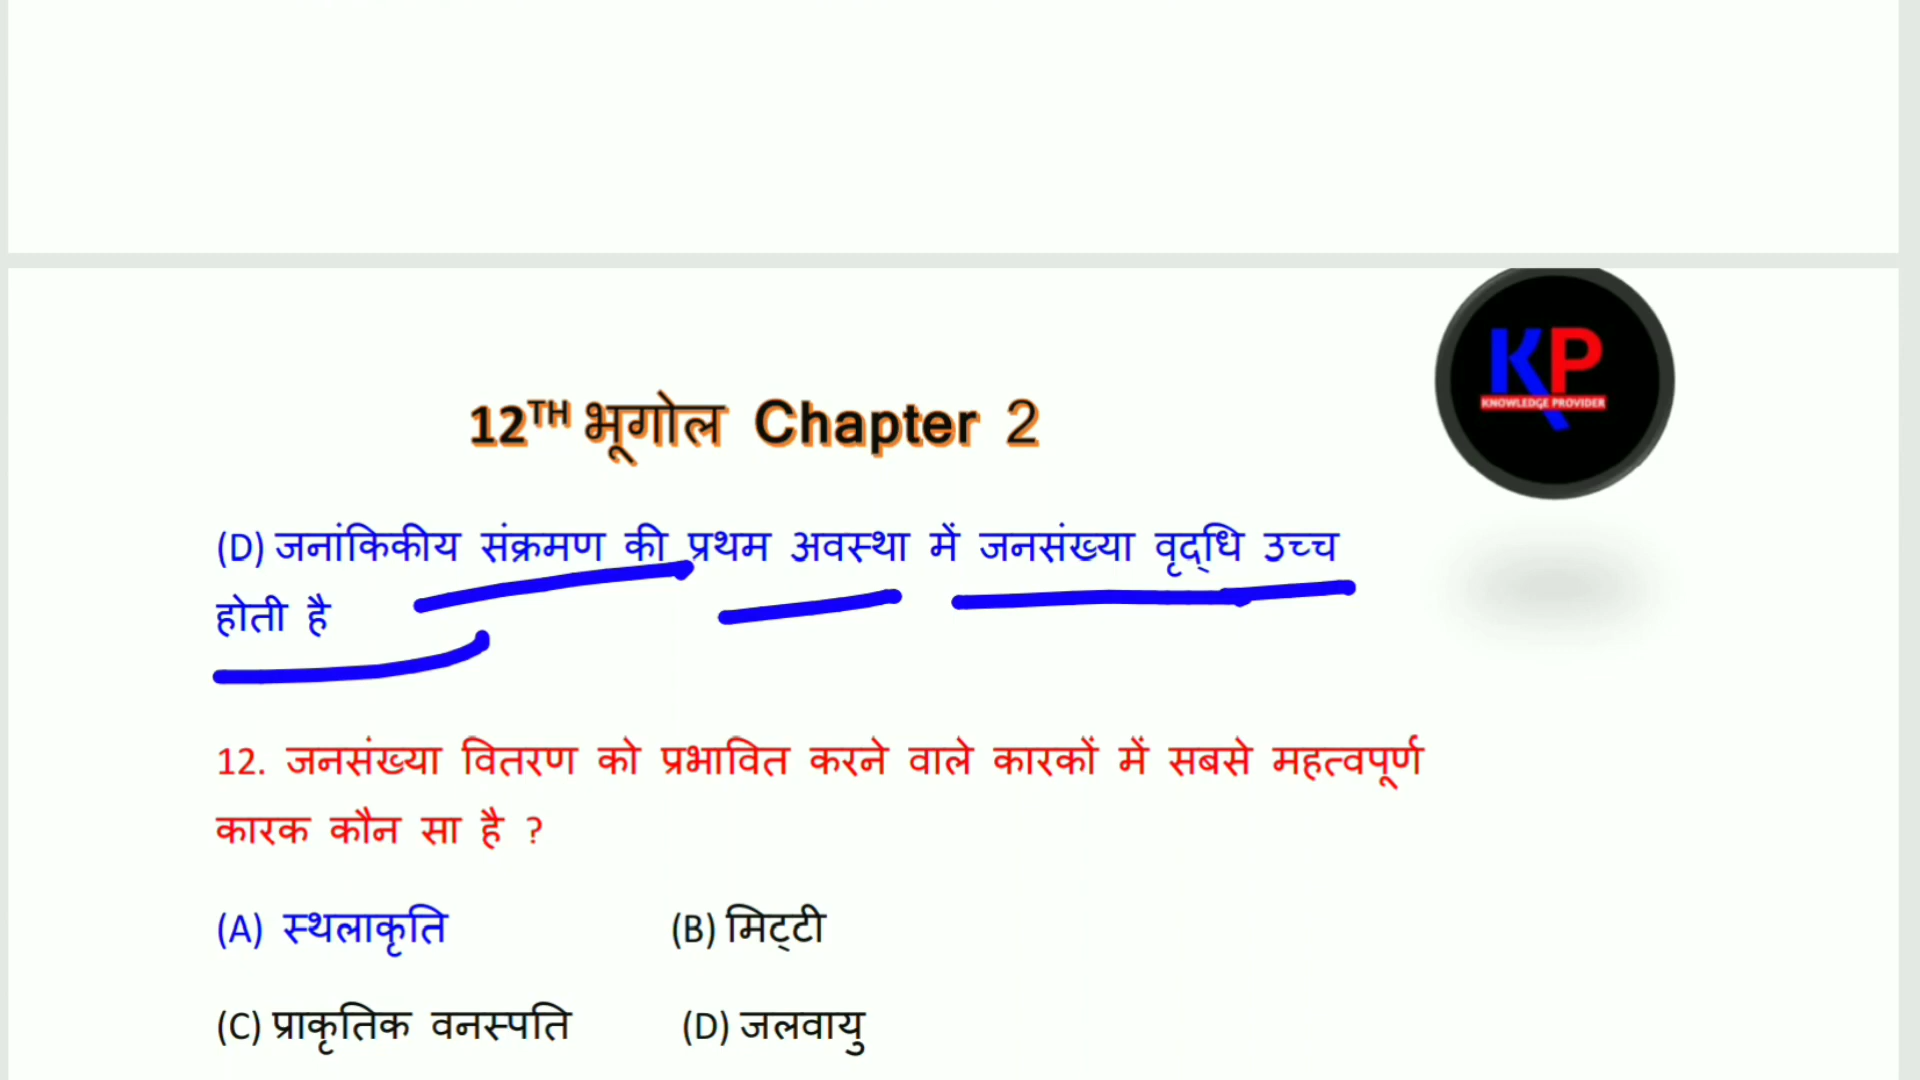 KP
KNOWLEDGE PROVIDER
12TH भूगोल Chapter 2
(D) जनांकिकीय संक्रमण की प्रथम अवस्था में जनसंख्या वृद्धि उच्च
होती है
12. जनसंख्या वितरण को प्रभावित करने वाले कारकों में सबसे महत्वपूर्ण
कारक कौन सा है ?
(A) स्थलाकृति (B) मिट्टी
(C) प्राकृतिक वनस्पति (D) जलवायु